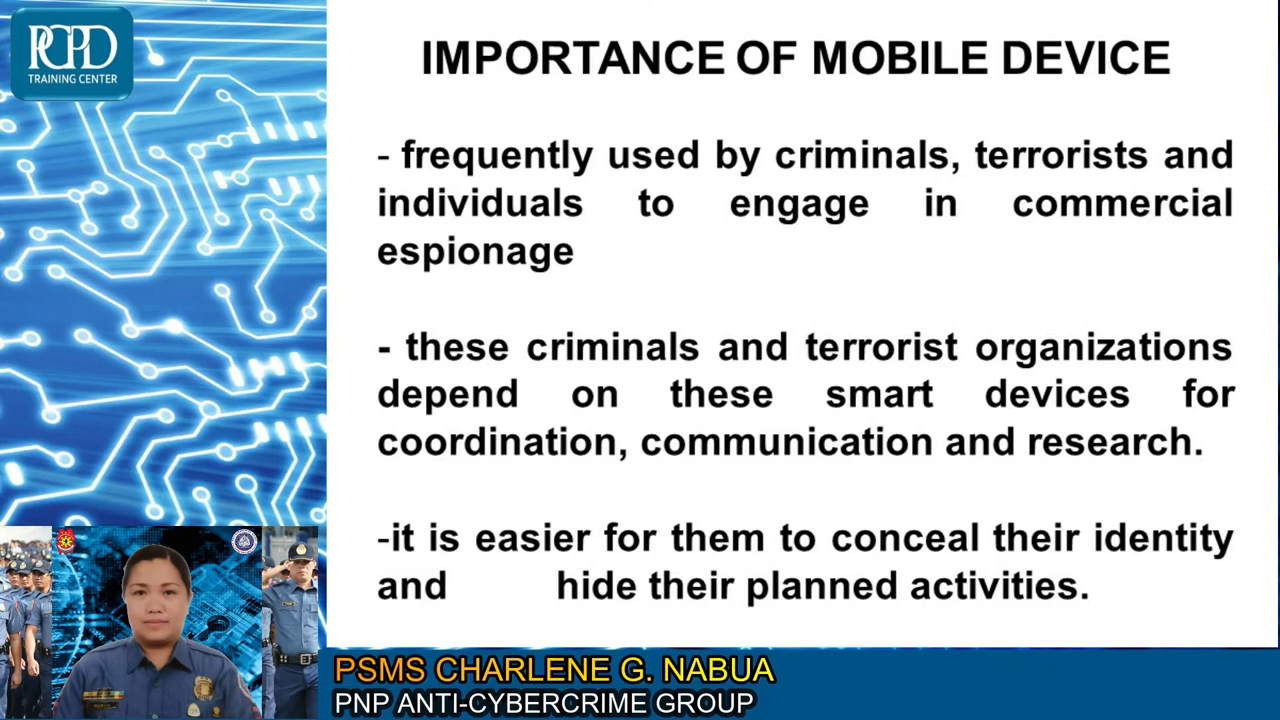 PCPD
TRAINING CENTER
IMPORTANCE OF MOBILE DEVICE
- frequently used by criminals, terrorists and
individuals to engage in commercial
espionage
- these criminals and terrorist organizations
depend on these smart devices for
coordination, communication and research.
-it is easier for them to conceal their identity
and hide their planned activities.
PSMS CHARLENE G. NABUA
PNP ANTI-CYBERCRIME GROUP